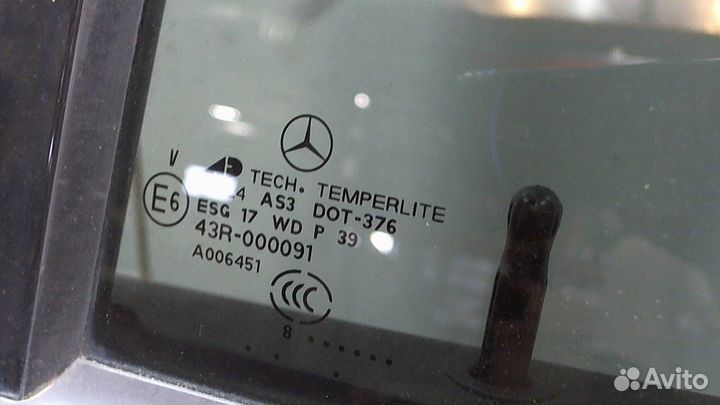 V
TECH. TEMPERLITE
AS3 DOT-376
E6
ESG 17 WD P 39
43R-000091
A006451
CCC
8
Avito